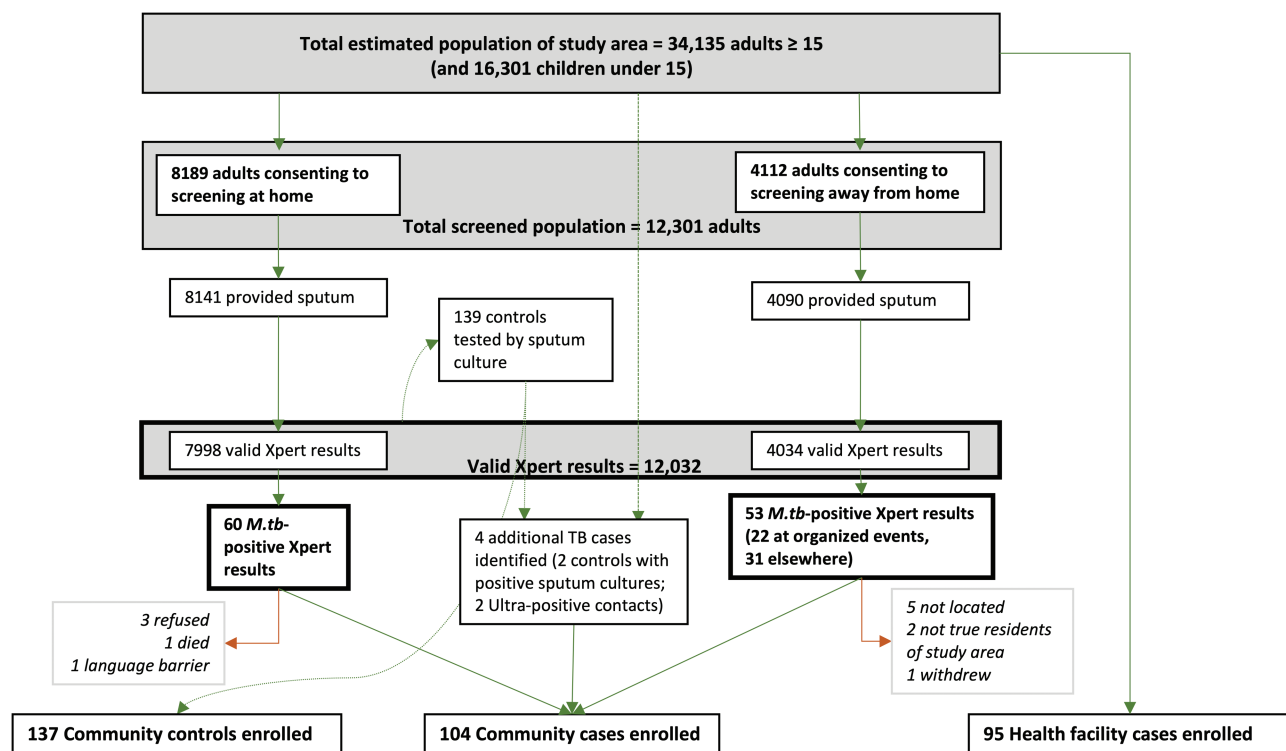 Total estimated population of study area = 34,135 adults ≥ 15
(and 16,301 children under 15)
8189 adults consenting to
screening at home
4112 adults consenting to
screening away from home
Total screened population = 12,301 adults
8141 provided sputum
4090 provided sputum
139 controls
tested by sputum
culture
7998 valid Xpert results
4034 valid Xpert results
Valid Xpert results = 12,032
60 M.tb-
positive Xpert
results
4 additional TB cases
identified (2 controls with
positive sputum cultures;
2 Ultra-positive contacts)
53 M.tb-positive Xpert results
(22 at organized events,
31 elsewhere)
3 refused
1 died
1 language barrier
5 not located
2 not true residents
of study area
1 withdrew
137 Community controls enrolled
104 Community cases enrolled
95 Health facility cases enrolled